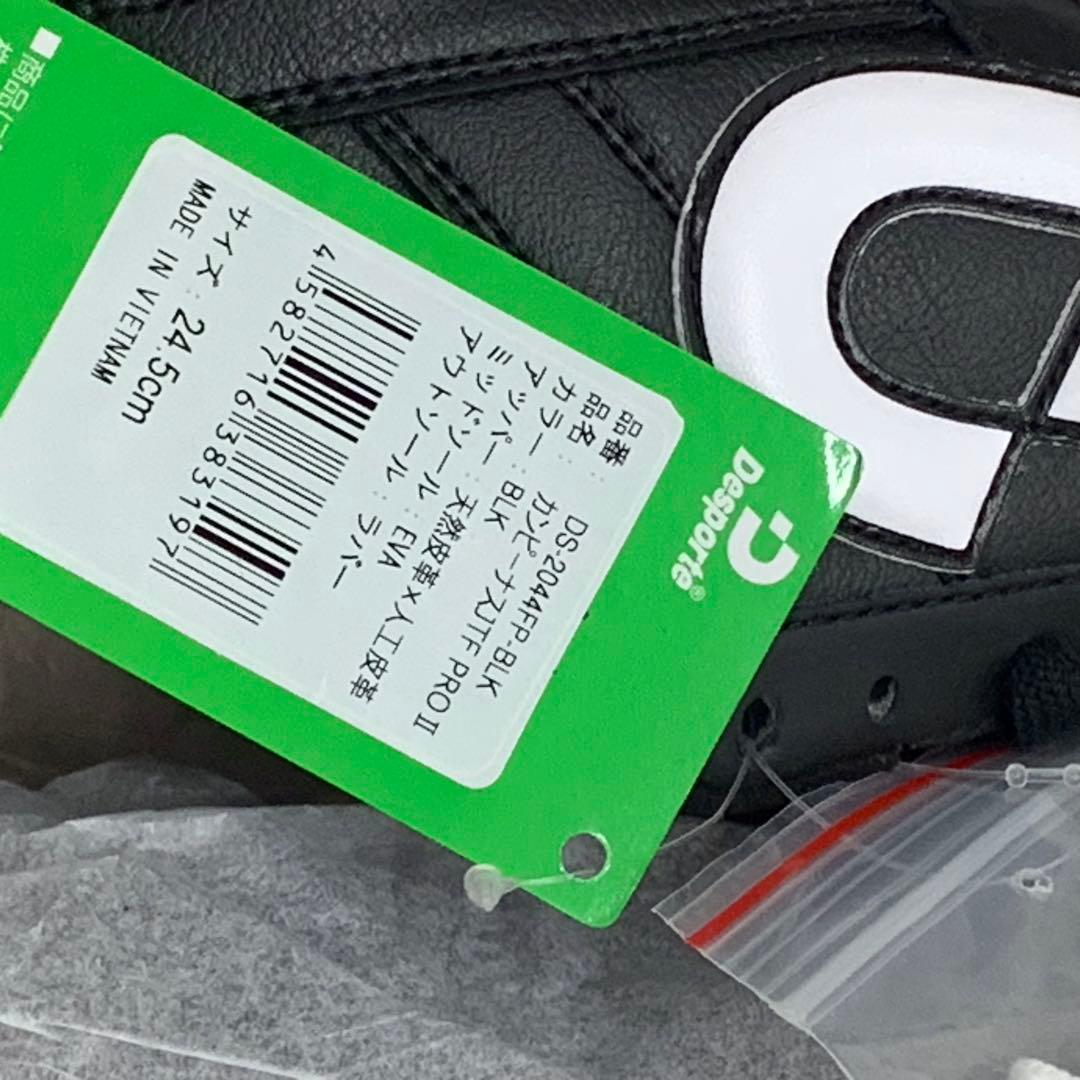 Desporte®
品番: DS-2044FP-BLK
品名: カンピーナスJTF PROⅡ
カラー: BLK
アッパー: 天然皮革×人工皮革
ミッドソール: EVA
アウトソール: ラバー
4582716383197
サイズ: 24.5cm
MADE IN VIETNAM
■商品